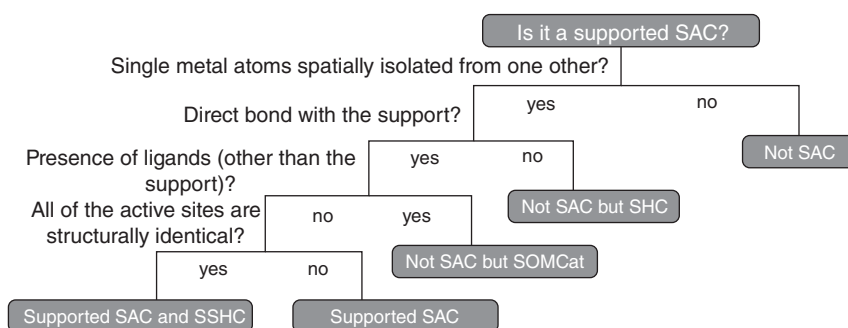 Is it a supported SAC?
Single metal atoms spatially isolated from one other?
yes
no
Direct bond with the support?
Not SAC
yes
no
Presence of ligands (other than the
support)?
Not SAC but SHC
no
yes
All of the active sites are
structurally identical?
Not SAC but SOMCat
yes
no
Supported SAC and SSHC
Supported SAC